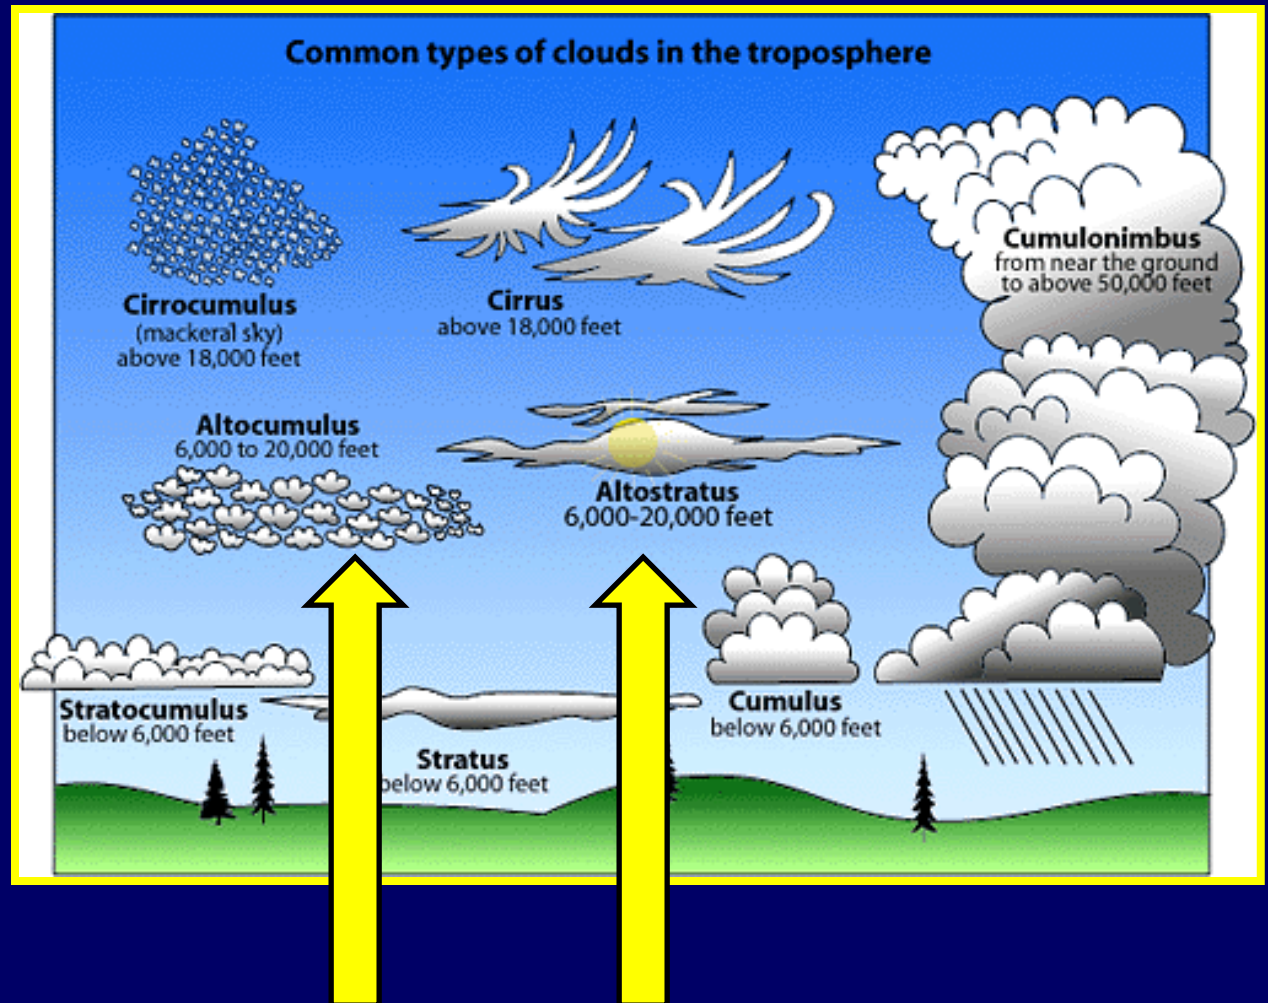 Common types of clouds in the troposphere
Cirrocumulus
(mackeral sky)
above 18,000 feet
Cirrus
above 18,000 feet
Cumulonimbus
from near the ground
to above 50,000 feet
Altocumulus
6,000 to 20,000 feet
Altostratus
6,000-20,000 feet
Stratocumulus
below 6,000 feet
Stratus
below 6,000 feet
Cumulus
below 6,000 feet